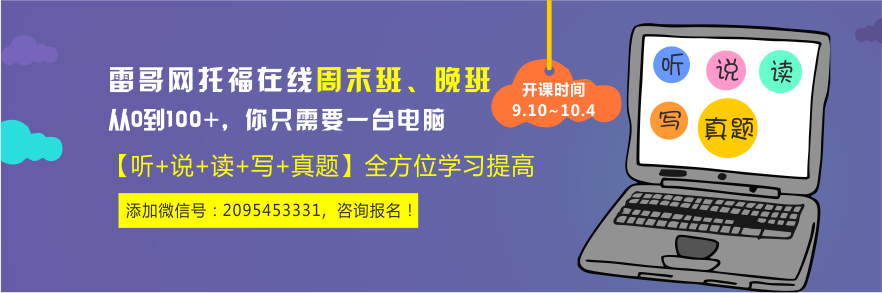 雷哥网托福在线周末班、晚班
从0到100+，你只需要一台电脑
【听+说+读+写+真题】全方位学习提高
添加微信号：2095453331，咨询报名！
开课时间
9.10~10.4
听 说 读
写 真题